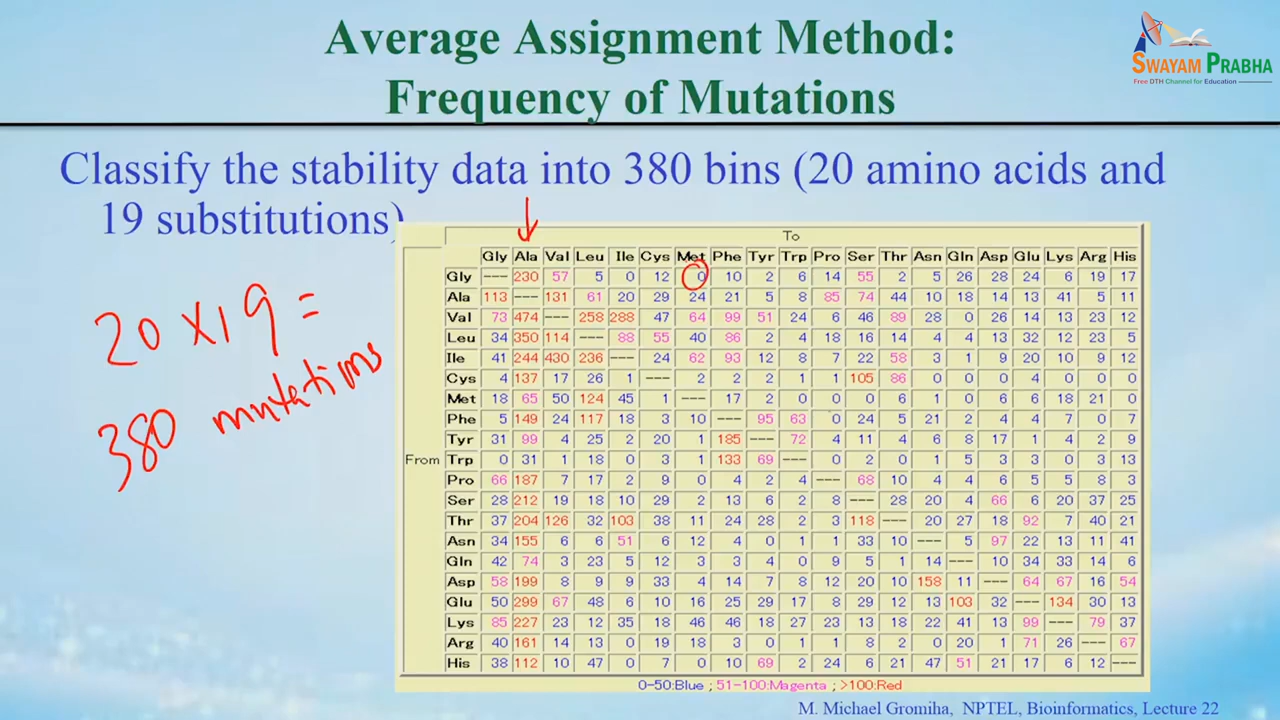 Average Assignment Method:
Frequency of Mutations
SWAYAM PRABHA
Free DTH Channel for Education
Classify the stability data into 380 bins (20 amino acids and
19 substitutions)
20 x 19 =
380 mutations
To
Gly Ala Val Leu Ile Cys Met Phe Tyr Trp Pro Ser Thr Asn Gln Asp Glu Lys Arg His
Gly --- 230 57 5 0 12 0 10 2 6 14 55 2 5 26 28 24 6 19 17
Ala 113 --- 131 61 20 29 24 21 5 8 85 74 44 10 18 14 13 41 5 11
Val 73 474 --- 258 288 47 64 99 51 24 6 46 89 28 0 26 14 13 23 12
Leu 34 350 114 --- 88 55 40 86 2 4 18 16 14 4 4 13 32 12 23 5
Ile 41 244 430 236 --- 24 62 93 12 8 7 22 58 3 1 9 20 10 9 12
Cys 4 137 17 26 1 --- 2 2 2 1 1 105 86 0 0 0 4 0 0 0
Met 18 65 50 124 45 1 --- 17 2 0 0 0 6 1 0 6 6 18 21 0
Phe 5 149 24 117 18 3 10 --- 95 63 0 24 5 21 2 4 4 7 0 7
Tyr 31 99 4 25 2 20 1 185 --- 72 4 11 4 6 8 17 1 4 2 9
From Trp 0 31 1 18 0 3 1 133 69 --- 0 2 0 1 5 3 3 0 3 13
Pro 66 187 7 17 2 9 0 4 2 4 --- 68 10 4 4 6 5 5 8 3
Ser 28 212 19 18 10 29 2 13 6 2 8 --- 28 20 4 66 6 20 37 25
Thr 37 204 126 32 103 38 11 24 28 2 3 118 --- 20 27 18 92 7 40 21
Asn 34 155 6 6 51 6 12 4 0 1 1 33 10 --- 5 97 22 13 11 41
Gln 42 74 3 23 5 12 3 3 4 0 9 5 1 14 --- 10 34 33 14 6
Asp 58 199 8 9 9 33 4 14 7 8 12 20 10 158 11 --- 64 67 16 54
Glu 50 299 67 48 6 10 16 25 29 17 8 29 12 13 103 32 --- 134 30 13
Lys 85 227 23 12 35 18 46 46 18 27 23 13 18 22 41 13 99 --- 79 37
Arg 40 161 14 13 0 19 18 3 0 1 1 8 2 0 20 1 71 26 --- 67
His 38 112 10 47 0 7 0 10 69 2 24 6 21 47 51 21 17 6 12 ---
0-50:Blue ; 51-100:Magenta ; >100:Red
M. Michael Gromiha, NPTEL, Bioinformatics, Lecture 22